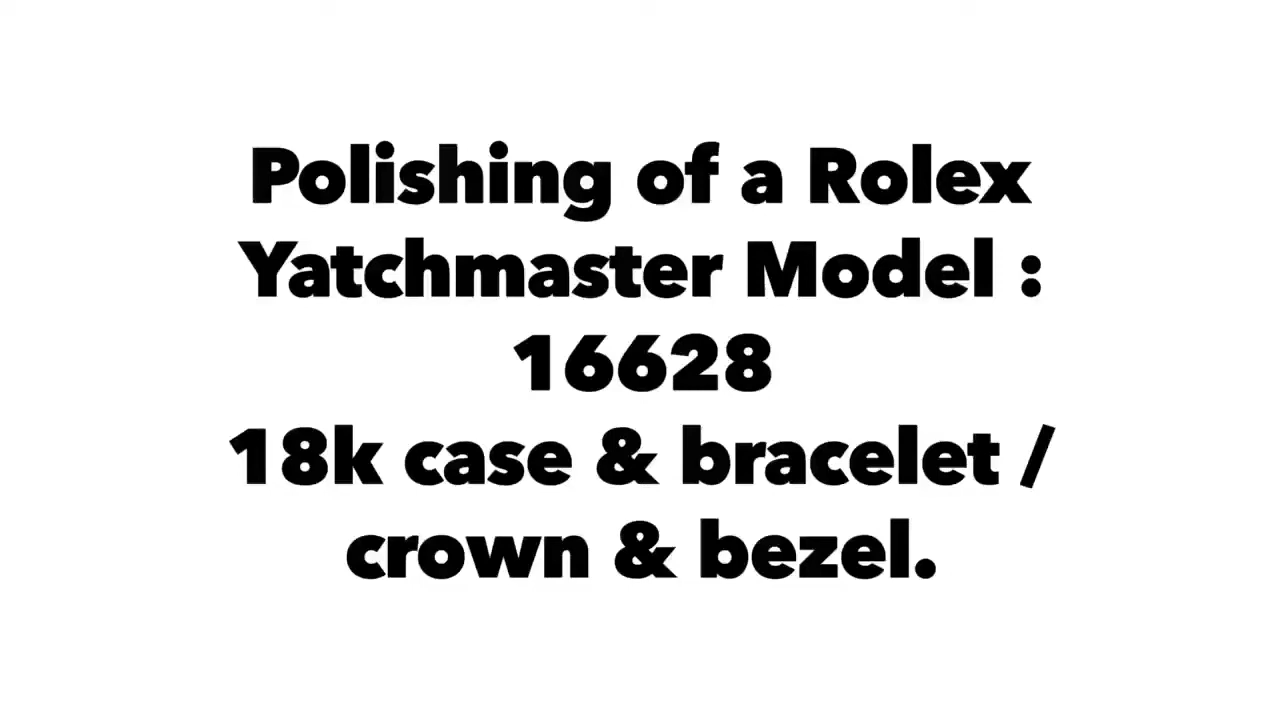 Polishing of a Rolex
Yatchmaster Model :
16628
18k case & bracelet /
crown & bezel.